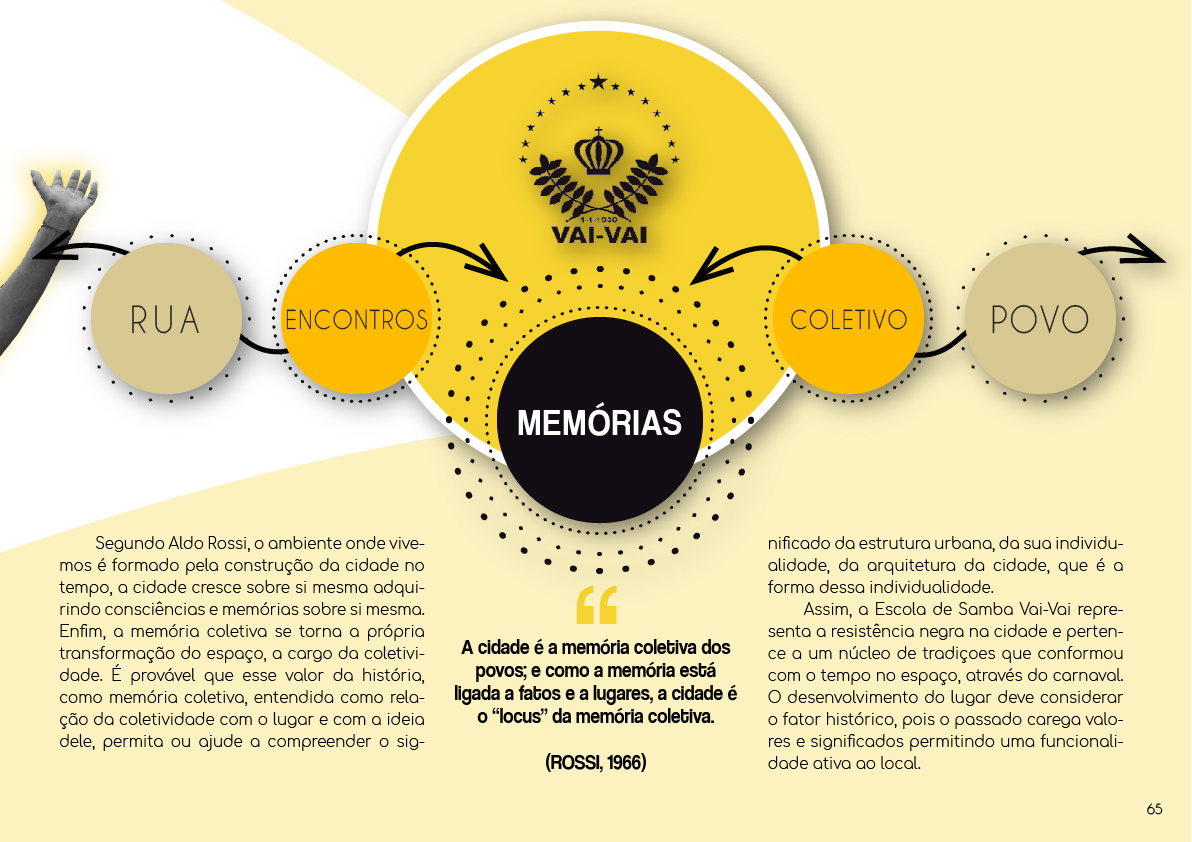 1-1-1930
VAI-VAI
RUA
ENCONTROS
COLETIVO
POVO
MEMÓRIAS
Segundo Aldo Rossi, o ambiente onde vive-
mos é formado pela construção da cidade no
tempo, a cidade cresce sobre si mesma adqui-
rindo consciências e memórias sobre si mesma.
Enfim, a memória coletiva se torna a própria
transformação do espaço, a cargo da coletivi-
dade. É provável que esse valor da história,
como memória coletiva, entendida como rela-
ção da coletividade com o lugar e com a ideia
dele, permita ou ajude a compreender o sig-
“
A cidade é a memória coletiva dos
povos; e como a memória está
ligada a fatos e a lugares, a cidade é
o “locus” da memória coletiva.
(ROSSI, 1966)
nificado da estrutura urbana, da sua individu-
alidade, da arquitetura da cidade, que é a
forma dessa individualidade.
Assim, a Escola de Samba Vai-Vai repre-
senta a resistência negra na cidade e perten-
ce a um núcleo de tradiçoes que conformou
com o tempo no espaço, através do carnaval.
O desenvolvimento do lugar deve considerar
o fator histórico, pois o passado carega valo-
res e significados permitindo uma funcionali-
dade ativa ao local.
65